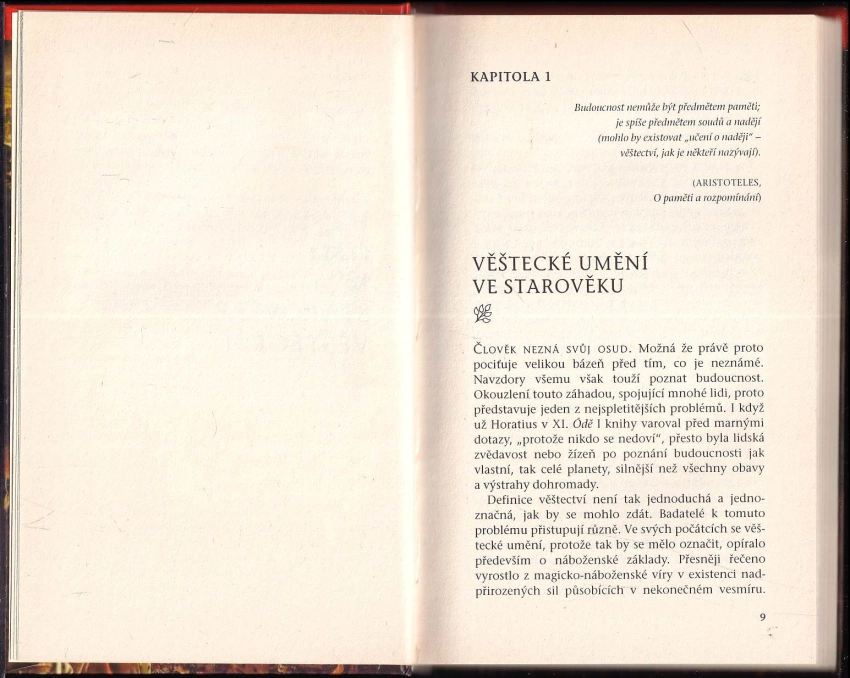 KAPITOLA 1
Budoucnost nemůže být předmětem paměti;
je spíše předmětem soudů a nadějí
(mohlo by existovat „učení o naději“ –
věštectví, jak je někteří nazývají).
(ARISTOTELES,
O paměti a rozpomínání)
VĚŠTECKÉ UMĚNÍ
VE STAROVĚKU
ČLOVĚK NEZNÁ SVŮJ OSUD. Možná že právě proto
pociťuje velikou bázeň před tím, co je neznámé.
Navzdory všemu však touží poznat budoucnost.
Okouzlení touto záhadou, spojující mnohé lidi, proto
představuje jeden z nejspletitějších problémů. I když
už Horatius v XI. Ódě I knihy varoval před marnými
dotazy, „protože nikdo se nedoví“, přesto byla lidská
zvědavost nebo žízeň po poznání budoucnosti jak
vlastní, tak celé planety, silnější než všechny obavy
a výstrahy dohromady.
Definice věštectví není tak jednoduchá a jedno-
značná, jak by se mohlo zdát. Badatelé k tomuto
problému přistupují různě. Ve svých počátcích se věš-
tecké umění, protože tak by se mělo označit, opíralo
především o náboženské základy. Přesněji řečeno
vyrostlo z magicko-náboženské víry v existenci nad-
přirozených sil působících v nekonečném vesmíru.
9